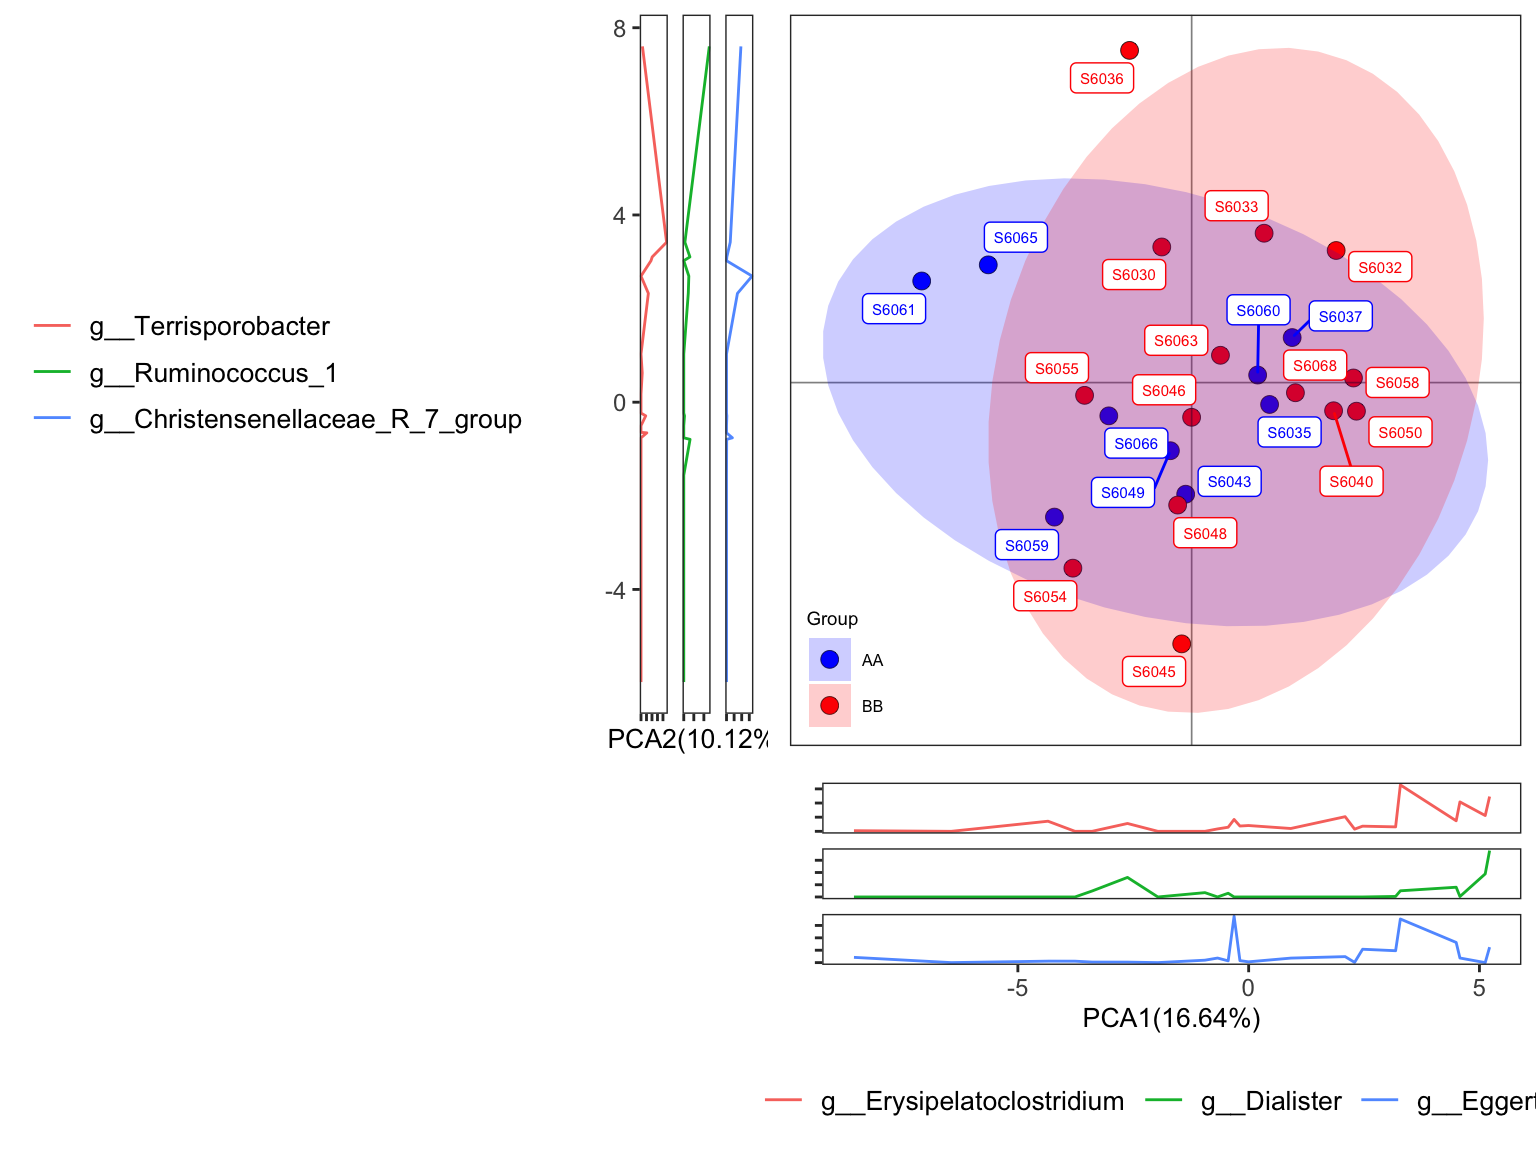 g__Terrisporobacter
g__Ruminococcus_1
g__Christensenellaceae_R_7_group
8
4
0
-4
PCA2(10.12%
S6036
S6033
S6065
S6030
S6032
S6061
S6060
S6037
S6063
S6055
S6068
S6046
S6058
S6066
S6035
S6050
S6049
S6043
S6040
S6048
S6059
S6054
S6045
Group
AA
BB
-5
0
5
PCA1(16.64%)
g__Erysipelatoclostridium
g__Dialister
g__Eggert